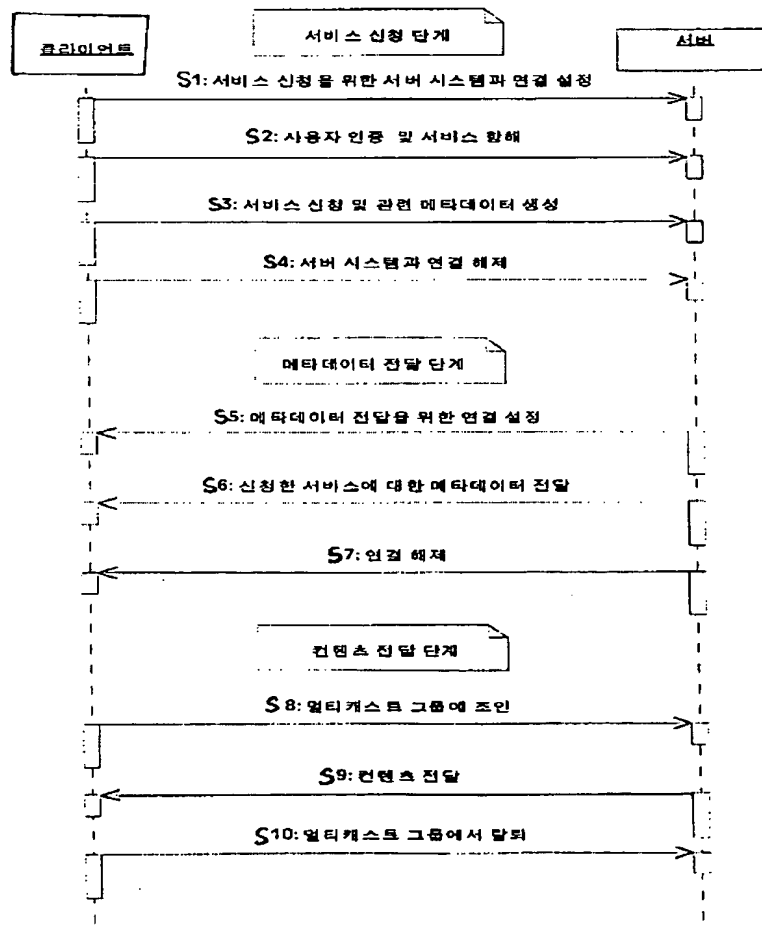 클라이언트
서비스 신청 단계
서버
S1: 서비스 신청을 위한 서버 시스템과 연결 설정
S2: 사용자 인증 및 서비스 항해
S3: 서비스 신청 및 관련 메타데이터 생성
S4: 서버 시스템과 연결 해제
메타데이터 전달 단계
S5: 메타데이터 전달을 위한 연결 설정
S6: 신청한 서비스에 대한 메타데이터 전달
S7: 연결 해제
컨텐츠 전달 단계
S8: 멀티캐스트 그룹에 조인
S9: 컨텐츠 전달
S10: 멀티캐스트 그룹에서 탈퇴